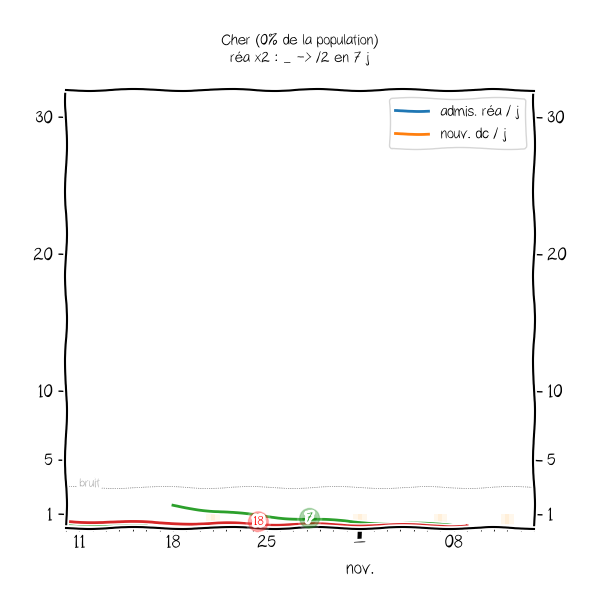 Cher (0% de la population)
réa x2 : _ -> /2 en 7 j
admis. réa / j
nouv. dc / j
30
30
20
20
10
10
5
5
bruit
1
18
7
1
11
18
25
08
nov.